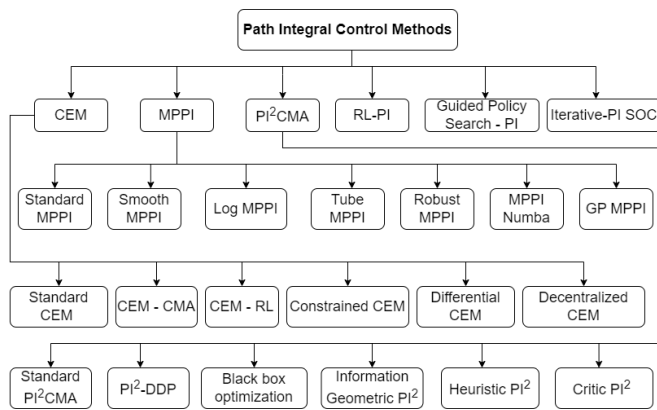 Path Integral Control Methods
CEM
MPPI
PI²CMA
RL-PI
Guided Policy
Search - PI
Iterative-PI SOC
Standard
MPPI
Smooth
MPPI
Log MPPI
Tube
MPPI
Robust
MPPI
MPPI
Numba
GP MPPI
Standard
CEM
CEM - CMA
CEM - RL
Constrained CEM
Differential
CEM
Decentralized
CEM
Standard
PI²CMA
PI²-DDP
Black box
optimization
Information
Geometric PI²
Heuristic PI²
Critic PI²